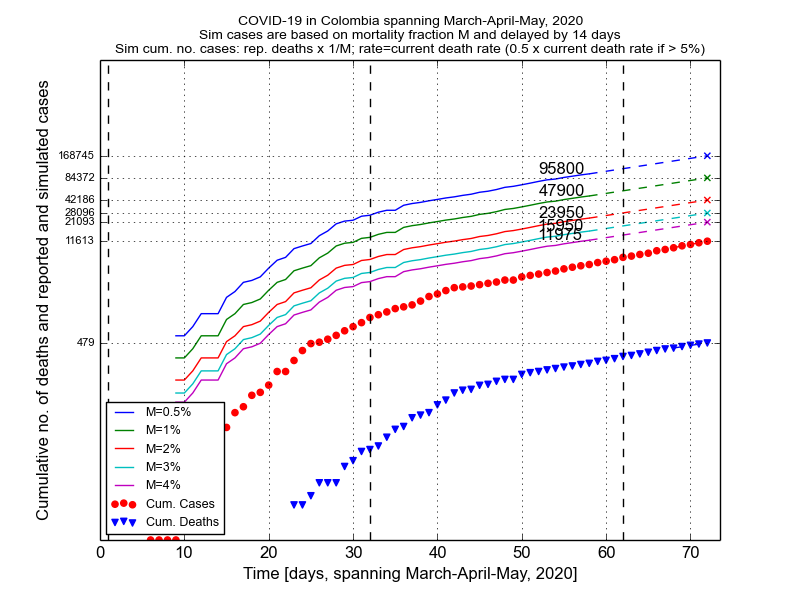 COVID-19 in Colombia spanning March-April-May, 2020
Sim cases are based on mortality fraction M and delayed by 14 days
Sim cum. no. cases: rep. deaths x 1/M; rate=current death rate (0.5 x current death rate if > 5%)
Cumulative no. of deaths and reported and simulated cases
168745
84372
42186
28096
21093
11613
479
95800
47900
23950
15950
11975
M=0.5%
M=1%
M=2%
M=3%
M=4%
Cum. Cases
Cum. Deaths
0 10 20 30 40 50 60 70
Time [days, spanning March-April-May, 2020]